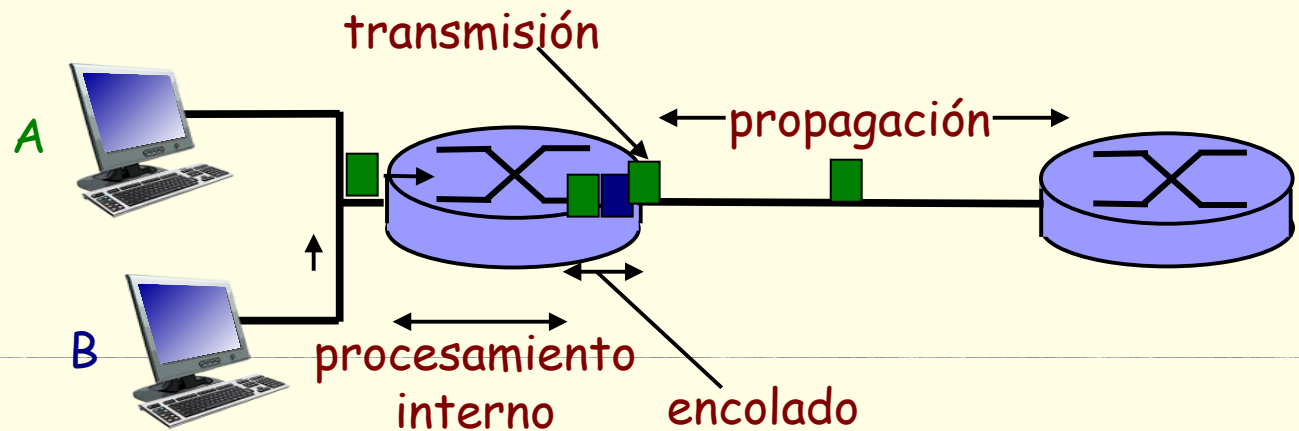 transmisión
A
propagación
B
procesamiento
interno
encolado